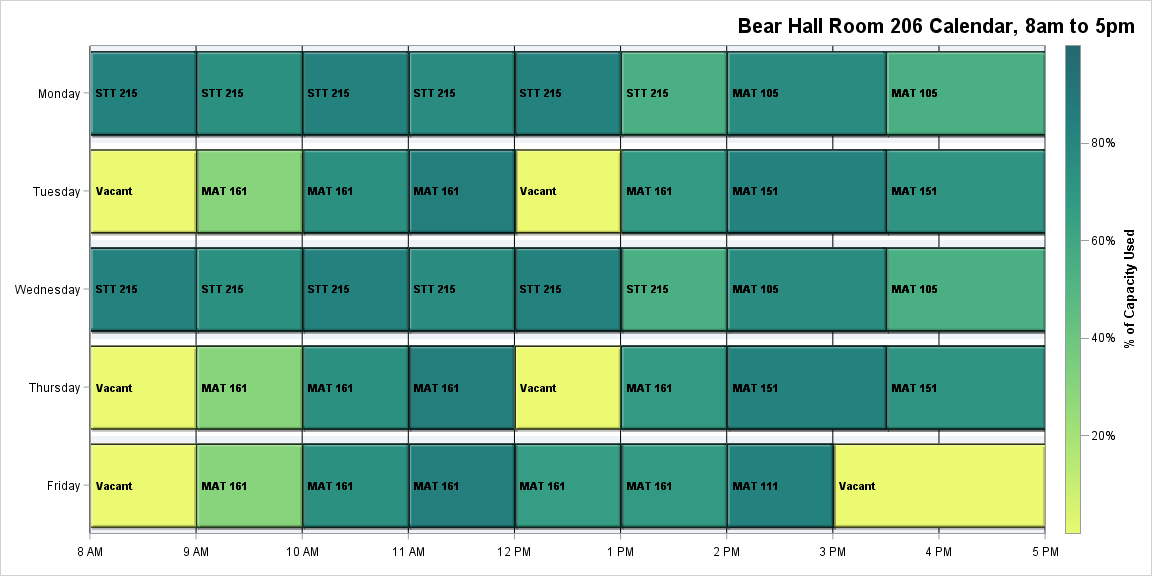 Bear Hall Room 206 Calendar, 8am to 5pm
Monday
STT 215
STT 215
STT 215
STT 215
STT 215
STT 215
MAT 105
MAT 105
80%
Tuesday
Vacant
MAT 161
MAT 161
MAT 161
Vacant
MAT 161
MAT 151
MAT 151
60%
% of Capacity Used
Wednesday
STT 215
STT 215
STT 215
STT 215
STT 215
STT 215
MAT 105
MAT 105
40%
Thursday
Vacant
MAT 161
MAT 161
MAT 161
Vacant
MAT 161
MAT 151
MAT 151
20%
Friday
Vacant
MAT 161
MAT 161
MAT 161
MAT 161
MAT 161
MAT 111
Vacant
8 AM
9 AM
10 AM
11 AM
12 PM
1 PM
2 PM
3 PM
4 PM
5 PM